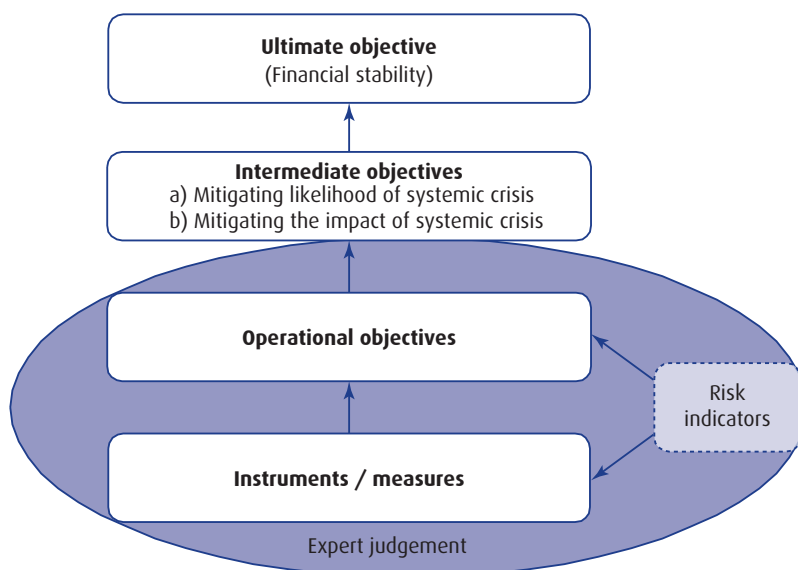 Ultimate objective
(Financial stability)
Intermediate objectives
a) Mitigating likelihood of systemic crisis
b) Mitigating the impact of systemic crisis
Operational objectives
Risk
indicators
Instruments / measures
Expert judgement